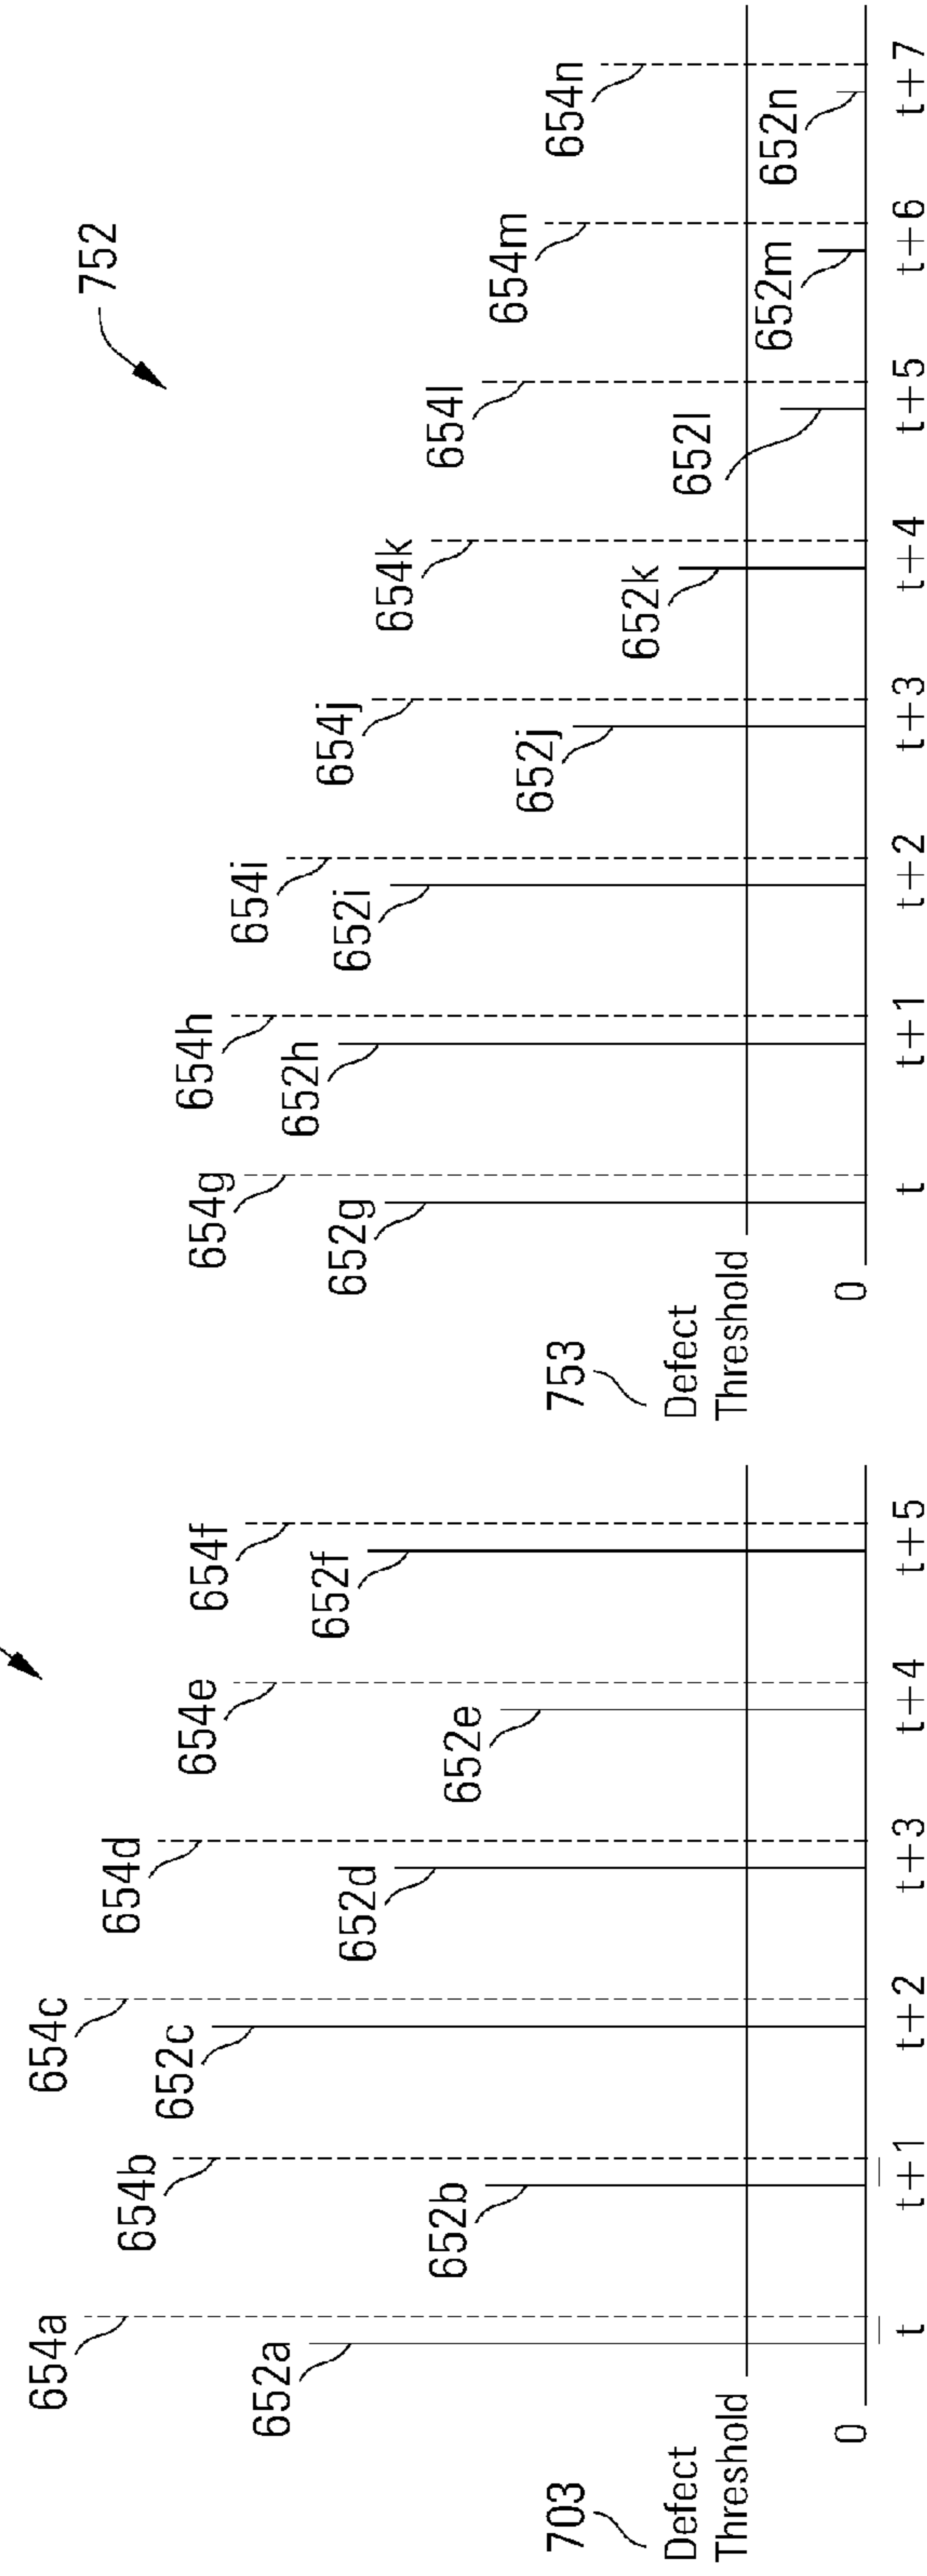 654a
654b
654c
654d
654e
654f
652a
652b
652c
652d
652e
652f
703
Defect
Threshold
0
t
t+1
t+2
t+3
t+4
t+5
752
654g
654h
654i
654j
654k
654l
654m
654n
652g
652h
652i
652j
652k
652l
652m
652n
753
Defect
Threshold
0
t
t+1
t+2
t+3
t+4
t+5
t+6
t+7